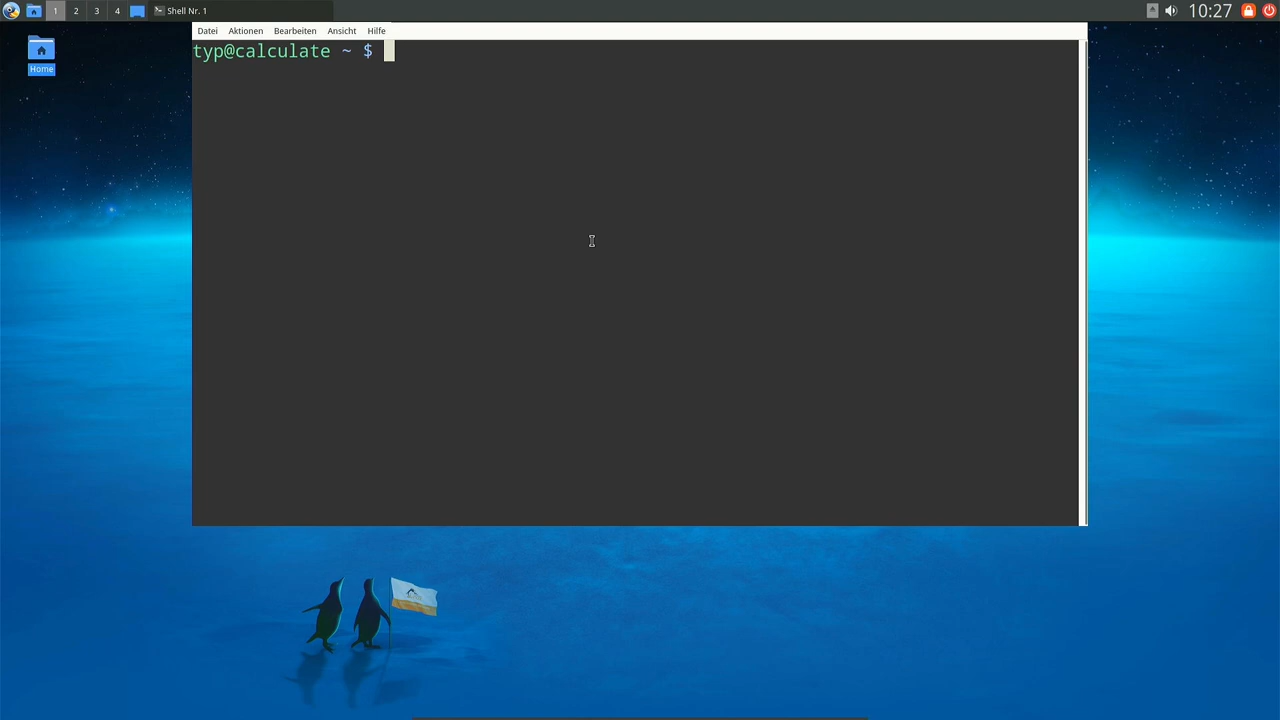 1 2 3 4 Shell Nr. 1 10:27
Datei Aktionen Bearbeiten Ansicht Hilfe
typ@calculate ~ $
Home